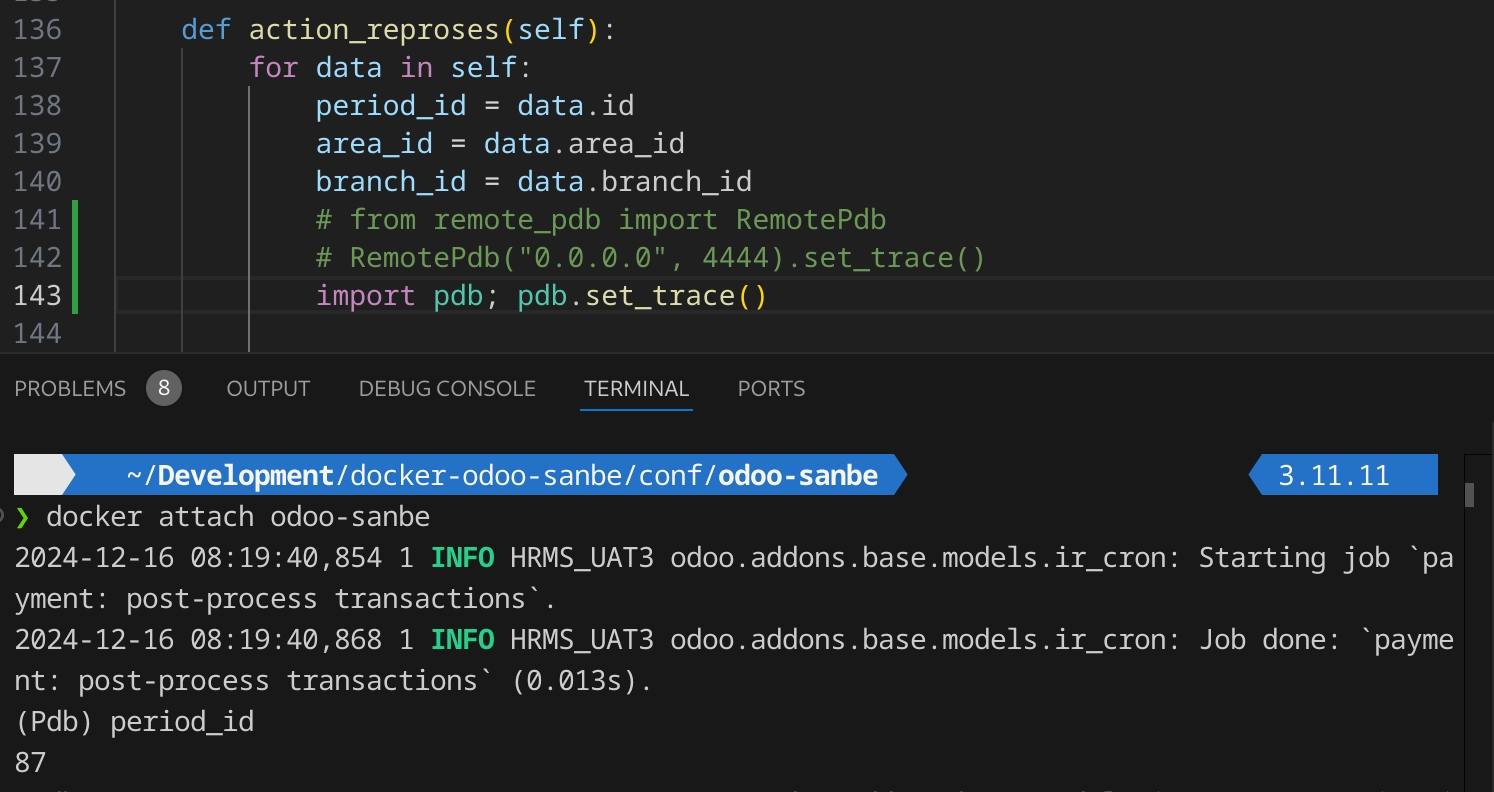 136 def action_reproses(self):
137 for data in self:
138 period_id = data.id
139 area_id = data.area_id
140 branch_id = data.branch_id
141 # from remote_pdb import RemotePdb
142 # RemotePdb("0.0.0.0", 4444).set_trace()
143 import pdb; pdb.set_trace()
144
PROBLEMS 8 OUTPUT DEBUG CONSOLE TERMINAL PORTS
~/Development/docker-odoo-sanbe/conf/odoo-sanbe 3.11.11
❯ docker attach odoo-sanbe
2024-12-16 08:19:40,854 1 INFO HRMS_UAT3 odoo.addons.base.models.ir_cron: Starting job `pa
yment: post-process transactions`.
2024-12-16 08:19:40,868 1 INFO HRMS_UAT3 odoo.addons.base.models.ir_cron: Job done: `payme
nt: post-process transactions` (0.013s).
(Pdb) period_id
87